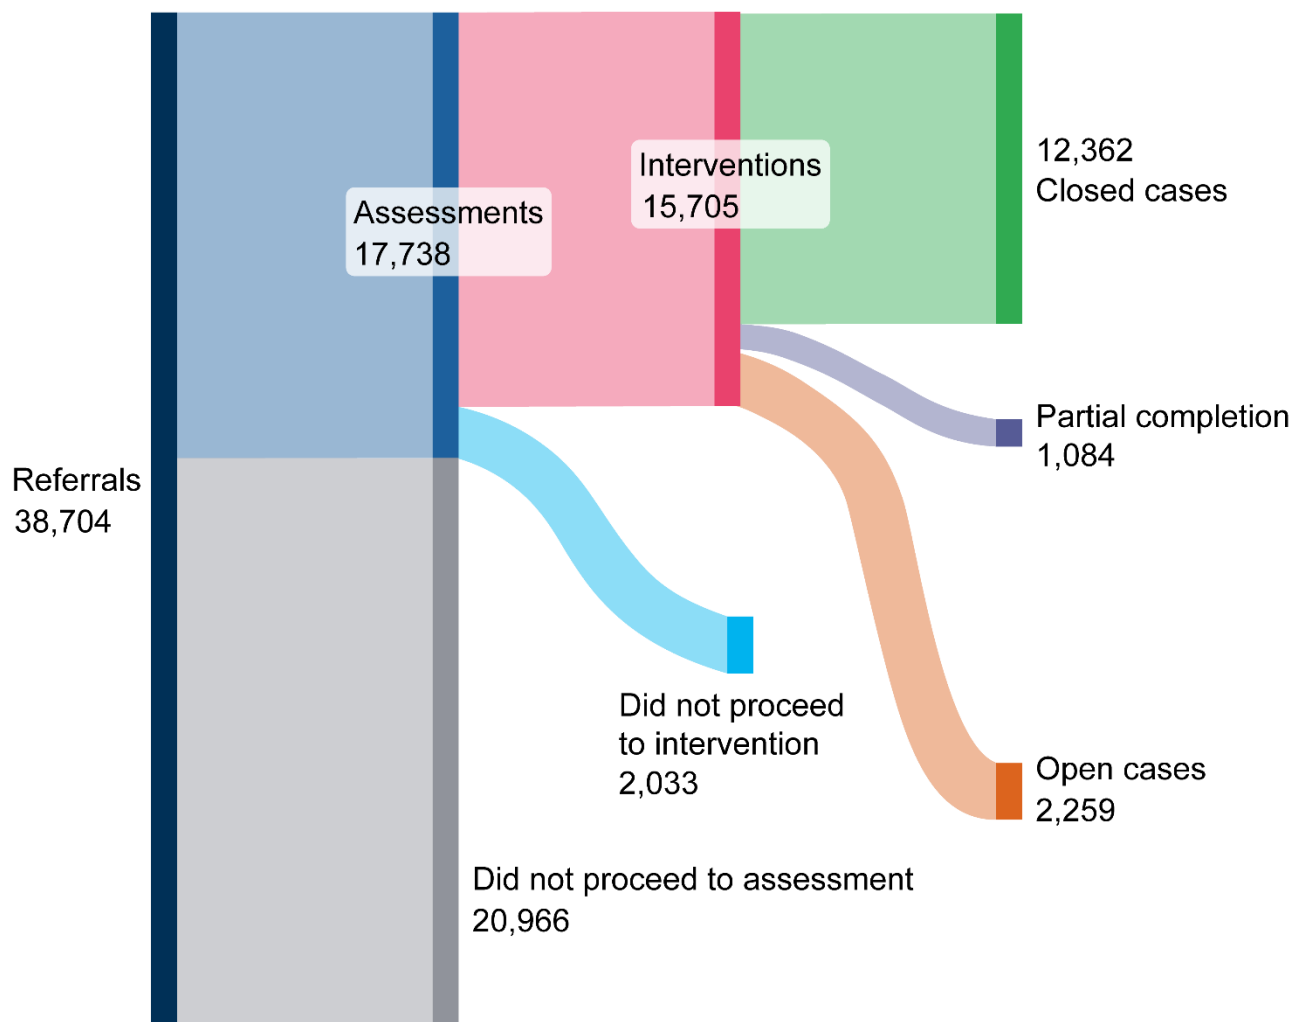 Referrals
38,704
Assessments
17,738
Interventions
15,705
12,362
Closed cases
Partial completion
1,084
Did not proceed
to intervention
2,033
Open cases
2,259
Did not proceed to assessment
20,966